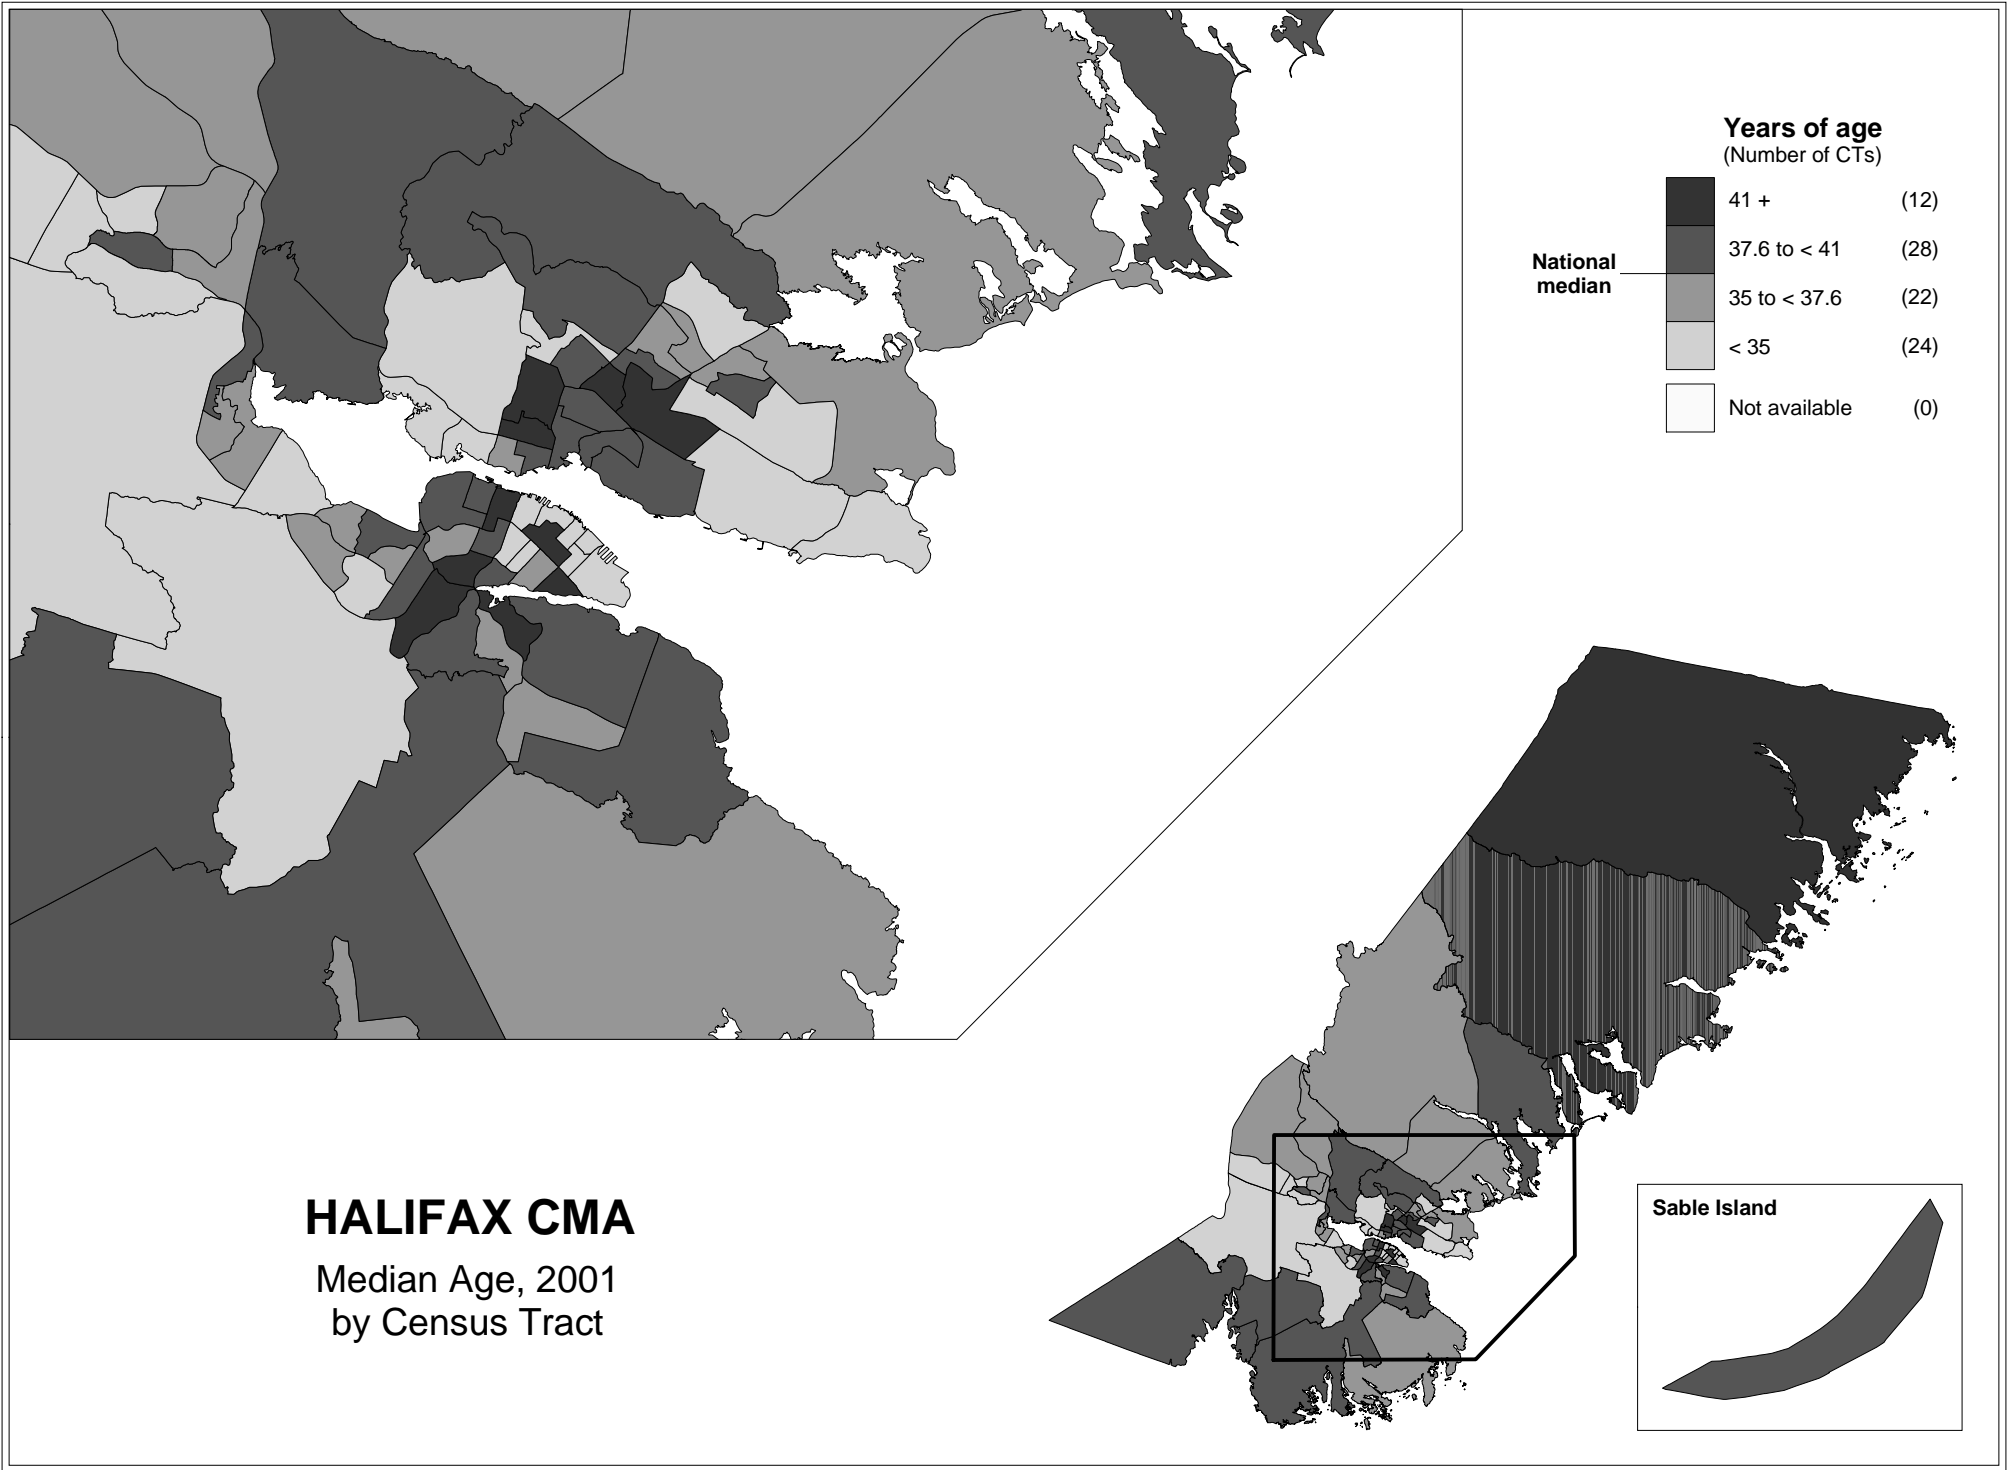 Years of age
(Number of CTs)
41 + (12)
37.6 to < 41 (28)
National
median
35 to < 37.6 (22)
< 35 (24)
Not available (0)
HALIFAX CMA
Median Age, 2001
by Census Tract
Sable Island